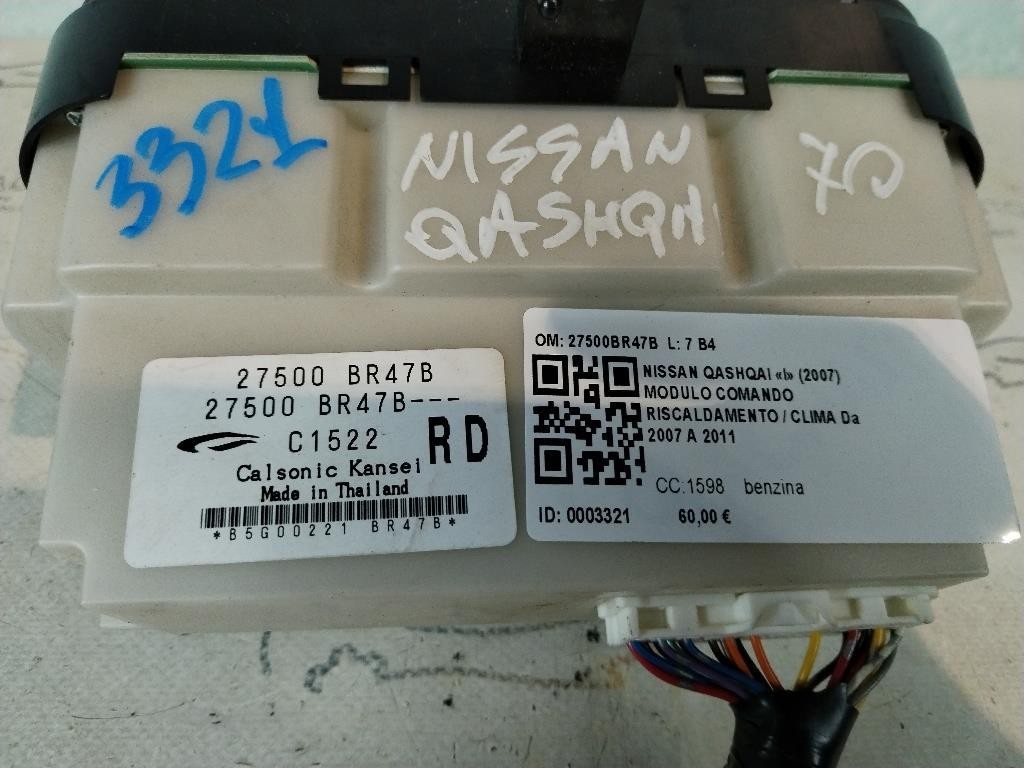 3321
NISSAN
QASHQAI
70
27500 BR47B
27500 BR47B---
C1522
RD
Calsonic Kansei
Made in Thailand
*B5G00221 BR47B*
OM: 27500BR47B L: 7 B4
NISSAN QASHQAI «I» (2007)
MODULO COMANDO
RISCALDAMENTO / CLIMA Da
2007 A 2011
CC:1598 benzina
ID: 0003321 60,00 €